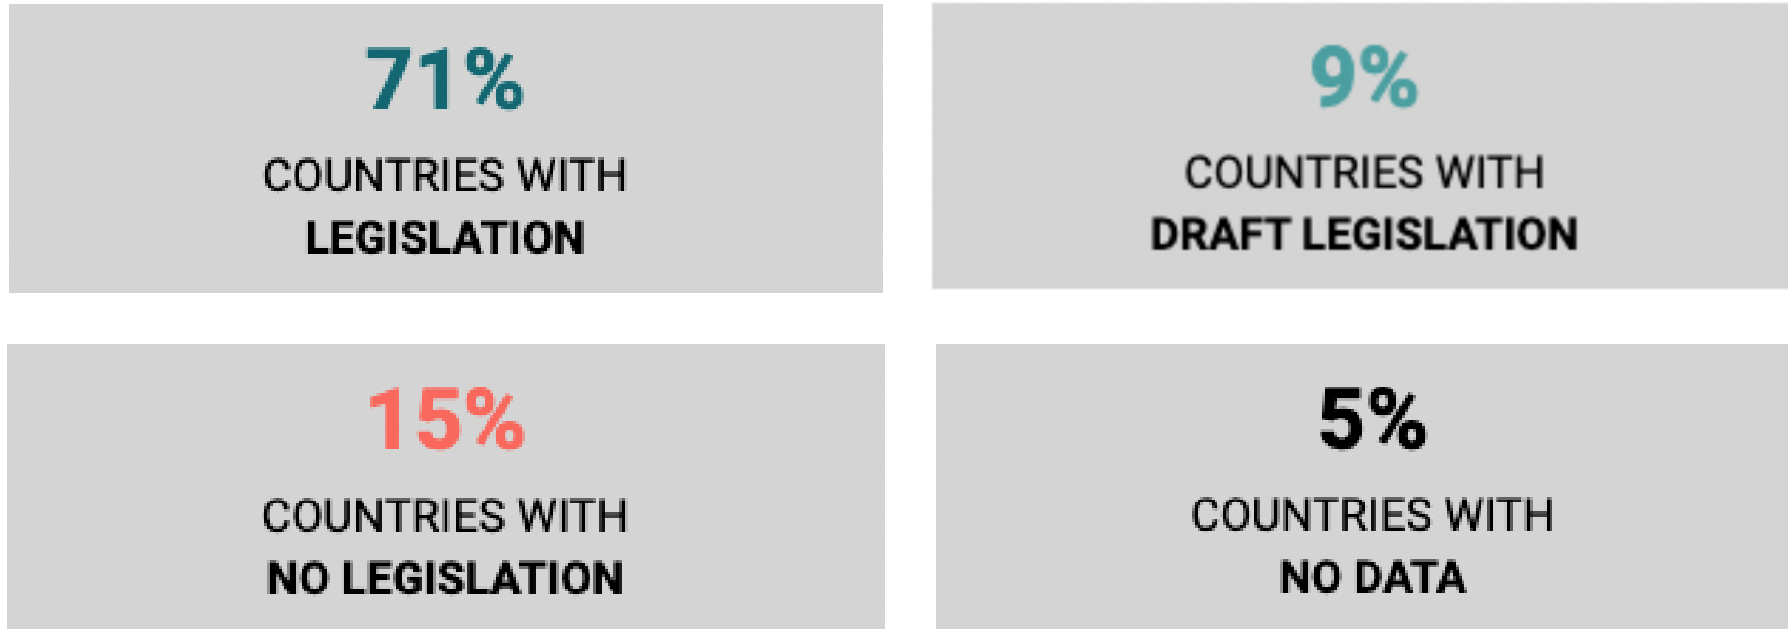 71%
COUNTRIES WITH
LEGISLATION
9%
COUNTRIES WITH
DRAFT LEGISLATION
15%
COUNTRIES WITH
NO LEGISLATION
5%
COUNTRIES WITH
NO DATA